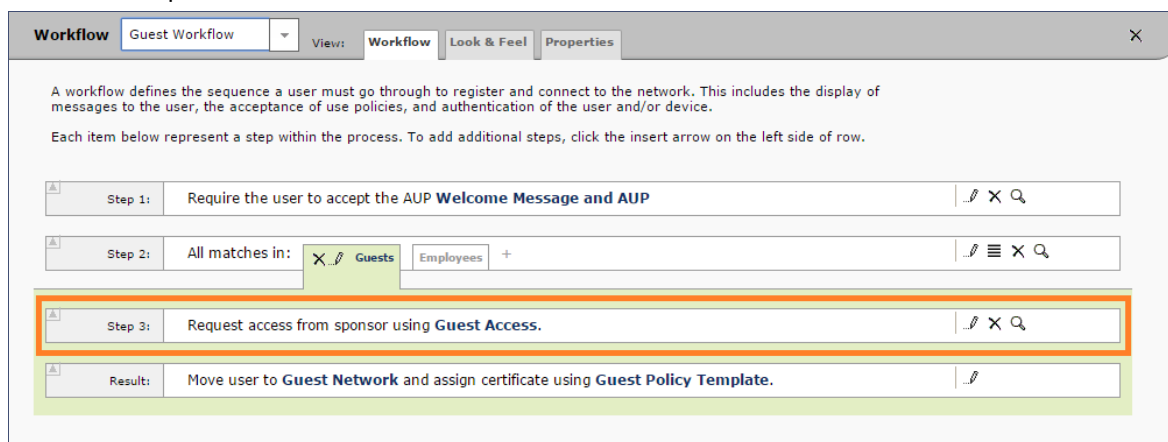 Workflow Guest Workflow View: Workflow Look & Feel Properties
A workflow defines the sequence a user must go through to register and connect to the network. This includes the display of
messages to the user, the acceptance of use policies, and authentication of the user and/or device.
Each item below represent a step within the process. To add additional steps, click the insert arrow on the left side of row.
Step 1: Require the user to accept the AUP Welcome Message and AUP
Step 2: All matches in: Guests Employees +
Step 3: Request access from sponsor using Guest Access.
Result: Move user to Guest Network and assign certificate using Guest Policy Template.